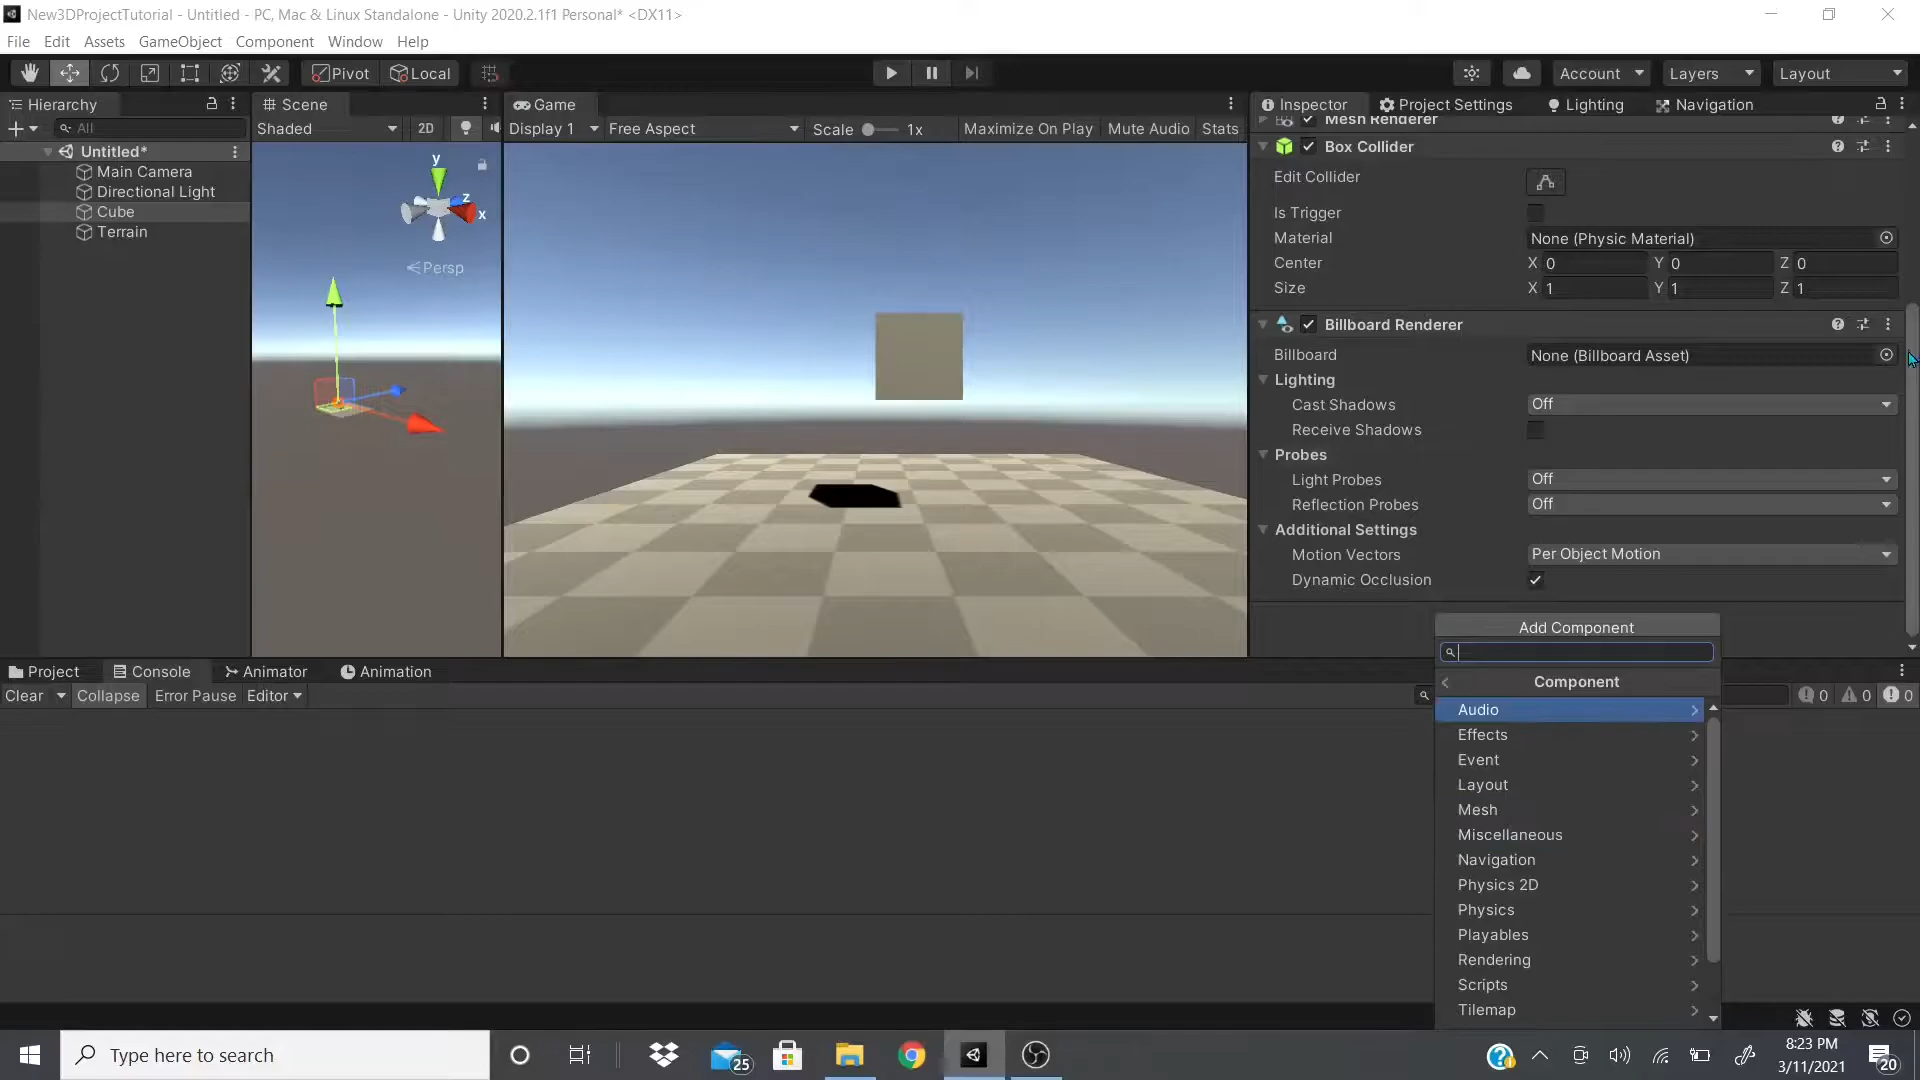 New3DProjectTutorial - Untitled - PC, Mac & Linux Standalone - Unity 2020.2.1f1 Personal* <DX11>
File Edit Assets GameObject Component Window Help
Pivot Local Account Layers Layout
Hierarchy
All
Untitled*
Main Camera
Directional Light
Cube
Terrain
Scene
Shaded 2D
y
z
x
Persp
Game
Display 1 Free Aspect Scale 1x Maximize On Play Mute Audio Stats
Inspector Project Settings Lighting Navigation
Mesh Renderer
Box Collider
Edit Collider
Is Trigger
Material None (Physic Material)
Center X 0 Y 0 Z 0
Size X 1 Y 1 Z 1
Billboard Renderer
Billboard None (Billboard Asset)
Lighting
Cast Shadows Off
Receive Shadows
Probes
Light Probes Off
Reflection Probes Off
Additional Settings
Motion Vectors Per Object Motion
Dynamic Occlusion
Add Component
Component
Audio
Effects
Event
Layout
Mesh
Miscellaneous
Navigation
Physics 2D
Physics
Playables
Rendering
Scripts
Tilemap
Project Console Animator Animation
Clear Collapse Error Pause Editor 0 0 0
Type here to search
25
8:23 PM
3/11/2021
20